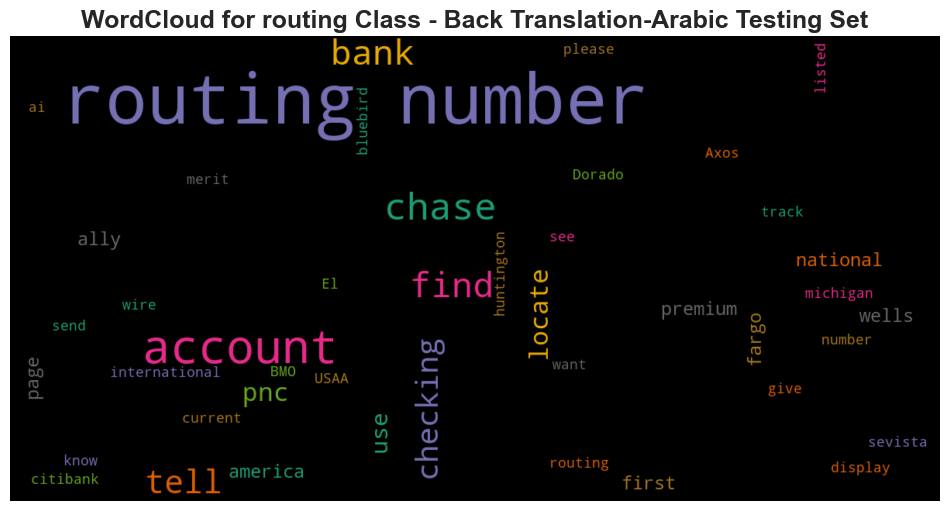 WordCloud for routing Class - Back Translation-Arabic Testing Set
bank
please
listed
routing number
ai
bluebird
Axos
merit
Dorado
chase
track
ally
see
huntington
national
El
find
locate
michigan
wire
premium
wells
send
fargo
number
account
checking
page
international
BMO
USAA
want
pnc
give
current
use
sevista
know
routing
display
citibank
tell
america
first